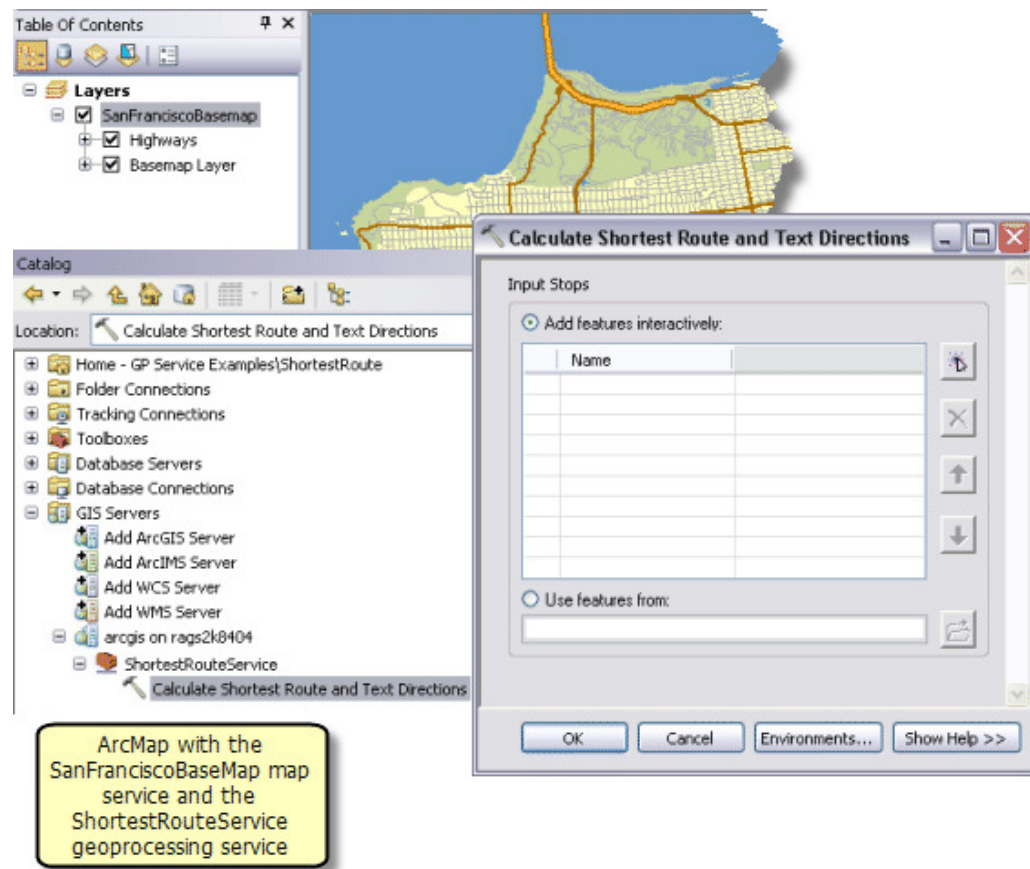 Table Of Contents
Layers
SanFranciscoBasemap
Highways
Basemap Layer
Catalog
Location: Calculate Shortest Route and Text Directions
Home - GP Service Examples\ShortestRoute
Folder Connections
Tracking Connections
Toolboxes
Database Servers
Database Connections
GIS Servers
Add ArcGIS Server
Add ArcIMS Server
Add WCS Server
Add WMS Server
arcgis on rags2k8404
ShortestRouteService
Calculate Shortest Route and Text Directions
Calculate Shortest Route and Text Directions
Input Stops
Add features interactively:
Name
Use features from:
OK Cancel Environments... Show Help >>
ArcMap with the
SanFranciscoBaseMap map
service and the
ShortestRouteService
geoprocessing service